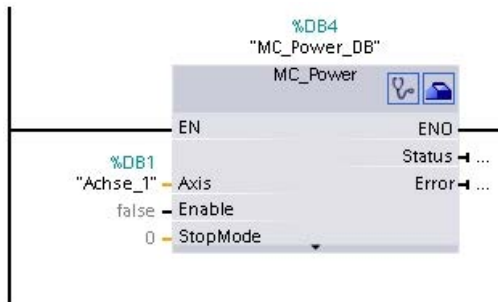 %DB4
"MC_Power_DB"
MC_Power
EN ENO
Status ...
%DB1
"Achse_1" Axis Error ...
false Enable
0 StopMode